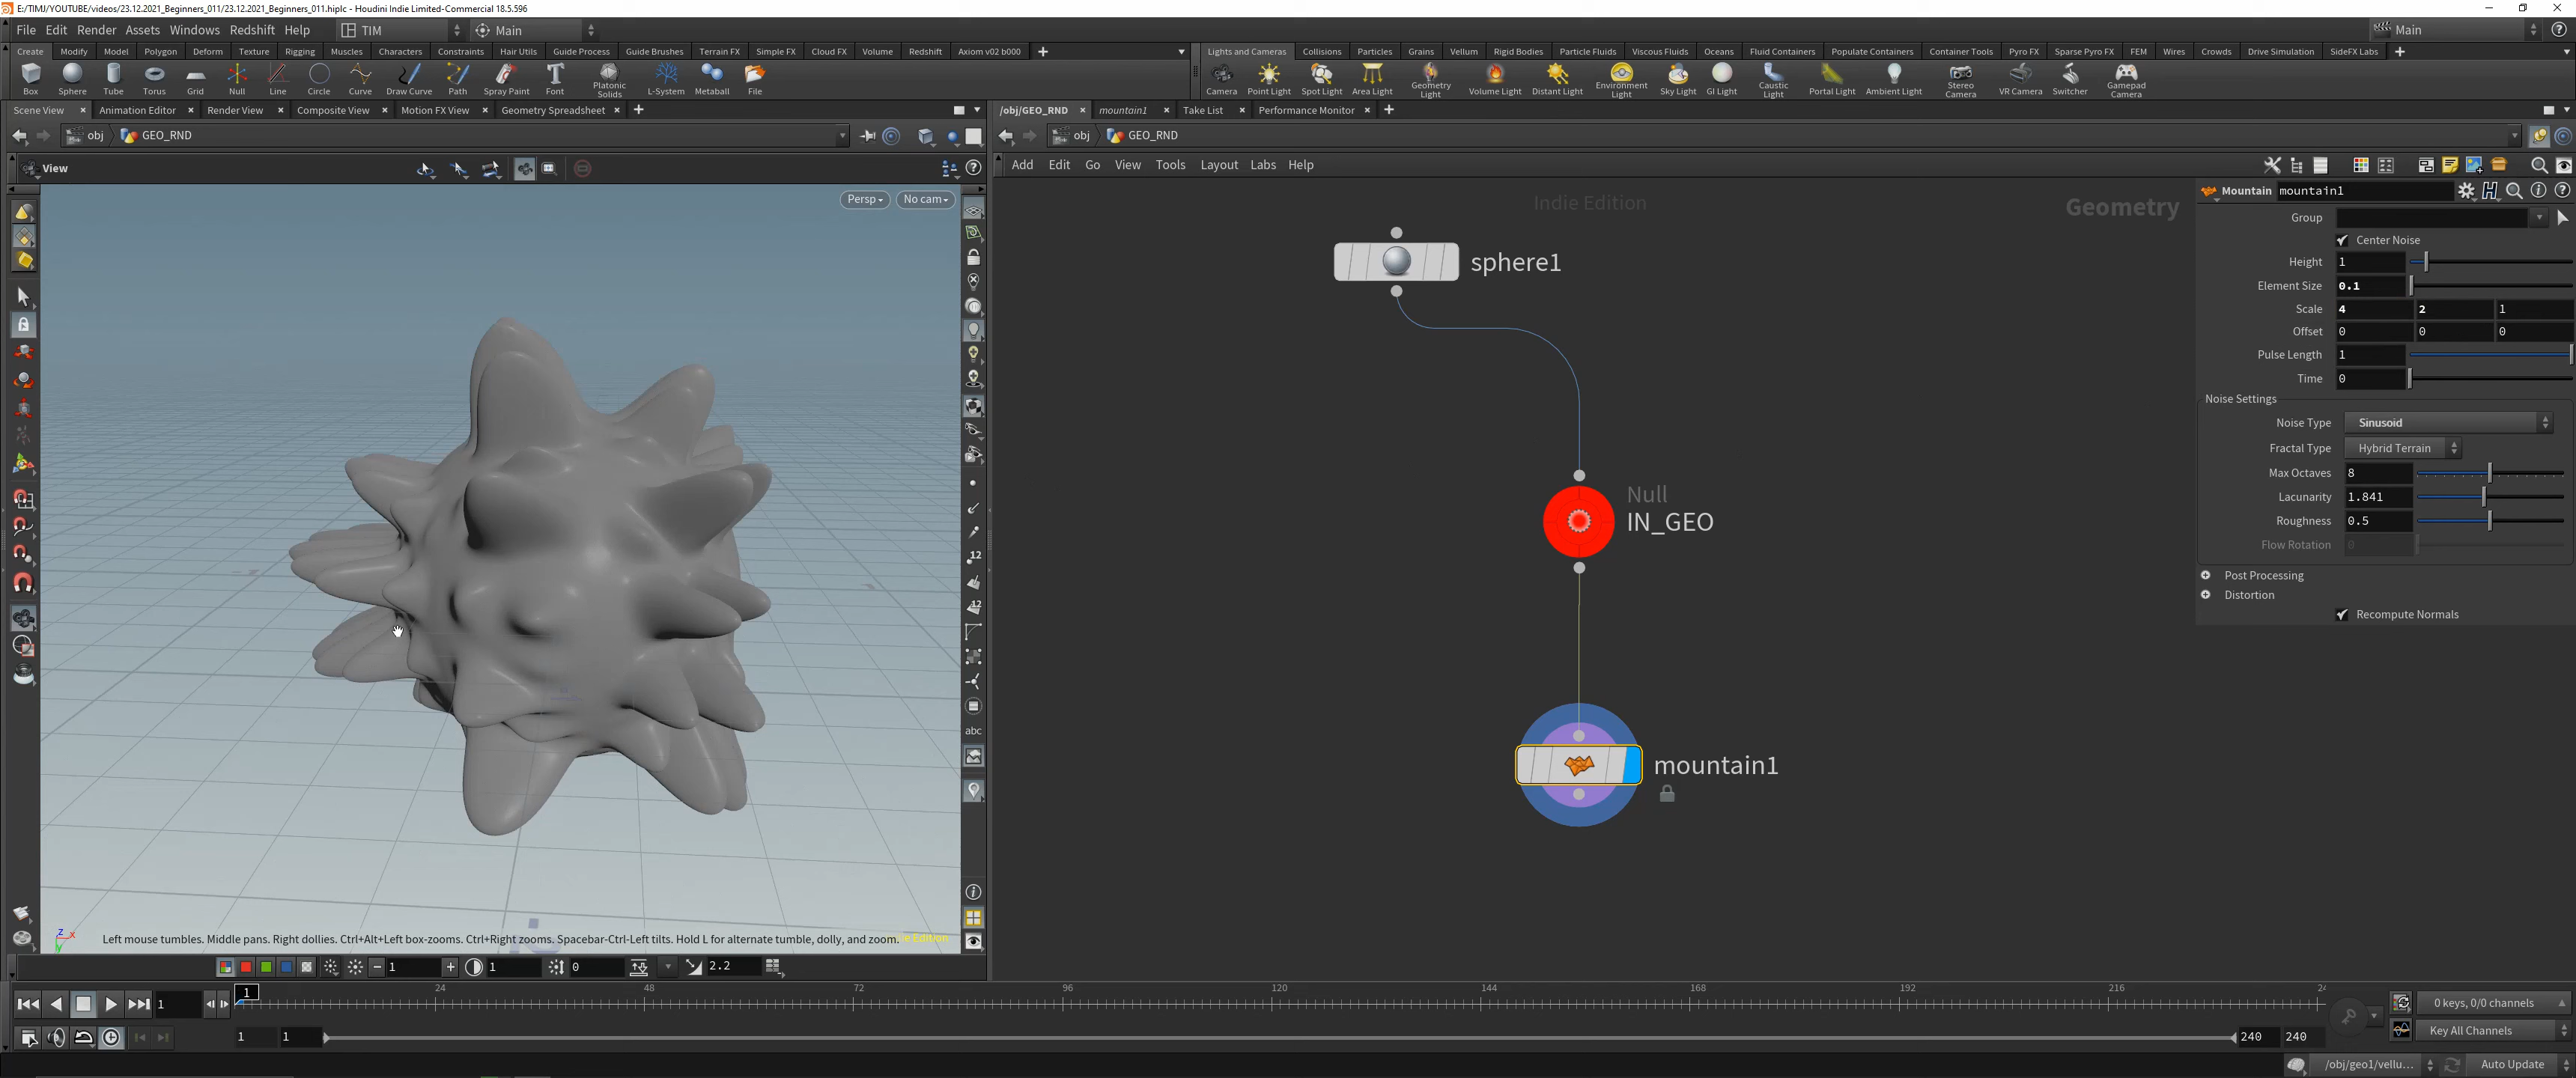 E:/TIMJ/YOUTUBE/videos/23.12.2021_Beginners_011/23.12.2021_Beginners_011.hiplc - Houdini Indie Limited-Commercial 18.5.596
File Edit Render Assets Windows Redshift Help TIM Main Main
Create Modify Model Polygon Deform Texture Rigging Muscles Characters Constraints Hair Utils Guide Process Guide Brushes Terrain FX Simple FX Cloud FX Volume Redshift Axiom v02 b000
Lights and Cameras Collisions Particles Grains Vellum Rigid Bodies Particle Fluids Viscous Fluids Oceans Fluid Containers Populate Containers Container Tools Pyro FX Sparse Pyro FX FEM Wires Crowds Drive Simulation SideFX Labs
Box Sphere Tube Torus Grid Null Line Circle Curve Draw Curve Path Spray Paint Font Platonic Solids L-System Metaball File
Camera Point Light Spot Light Area Light Geometry Light Volume Light Distant Light Environment Light Sky Light GI Light Caustic Light Portal Light Ambient Light Stereo Camera VR Camera Switcher Gamepad Camera
Scene View Animation Editor Render View Composite View Motion FX View Geometry Spreadsheet
/obj/GEO_RND mountain1 Take List Performance Monitor
obj GEO_RND
obj GEO_RND
View
Add Edit Go View Tools Layout Labs Help
Persp No cam
Indie Edition
Geometry
sphere1
Null
IN_GEO
mountain1
Mountain mountain1
Group
Center Noise
Height 1
Element Size 0.1
Scale 4 2 1
Offset 0 0 0
Pulse Length 1
Time 0
Noise Settings
Noise Type Sinusoid
Fractal Type Hybrid Terrain
Max Octaves 8
Lacunarity 1.841
Roughness 0.5
Flow Rotation 0
Post Processing
Distortion
Recompute Normals
12
12
abc
z x y
Left mouse tumbles. Middle pans. Right dollies. Ctrl+Alt+Left box-zooms. Ctrl+Right zooms. Spacebar-Ctrl-Left tilts. Hold L for alternate tumble, dolly, and zoom. Edition
1 1 0 2.2
1 1 24 48 72 96 120 144 168 192 216
0 keys, 0/0 channels
1 1 240 240
Key All Channels
/obj/geo1/vellu... Auto Update